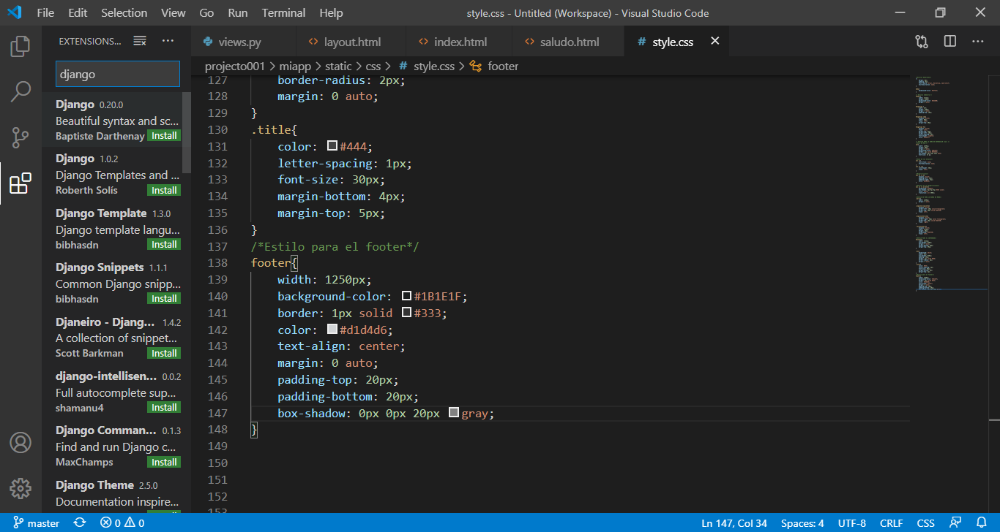 File Edit Selection View Go Run Terminal Help
style.css - Untitled (Workspace) - Visual Studio Code
EXTENSIONS...
django
Django 0.20.0
Beautiful syntax and sc...
Baptiste Darthenay Install
Django 1.0.2
Django Templates and ...
Roberth Solís Install
Django Template 1.3.0
Django template langu...
bibhasdn Install
Django Snippets 1.1.1
Common Django snipp...
bibhasdn Install
Djaneiro - Djang... 1.4.2
A collection of snippet...
Scott Barkman Install
django-intellisen... 0.0.2
Full autocomplete sup...
shamanu4 Install
Django Comman... 0.1.3
Find and run Django c...
MaxChamps Install
Django Theme 2.5.0
Documentation inspire...
views.py layout.html index.html saludo.html style.css
projecto001 > miapp > static > css > # style.css > footer
127 border-radius: 2px;
128 margin: 0 auto;
129 }
130 .title{
131 color: #444;
132 letter-spacing: 1px;
133 font-size: 30px;
134 margin-bottom: 4px;
135 margin-top: 5px;
136 }
137 /*Estilo para el footer*/
138 footer{
139 width: 1250px;
140 background-color: #1B1E1F;
141 border: 1px solid #333;
142 color: #d1d4d6;
143 text-align: center;
144 margin: 0 auto;
145 padding-top: 20px;
146 padding-bottom: 20px;
147 box-shadow: 0px 0px 20px gray;
148 }
149
150
151
152
153
master 0 0 Ln 147, Col 34 Spaces: 4 UTF-8 CRLF CSS